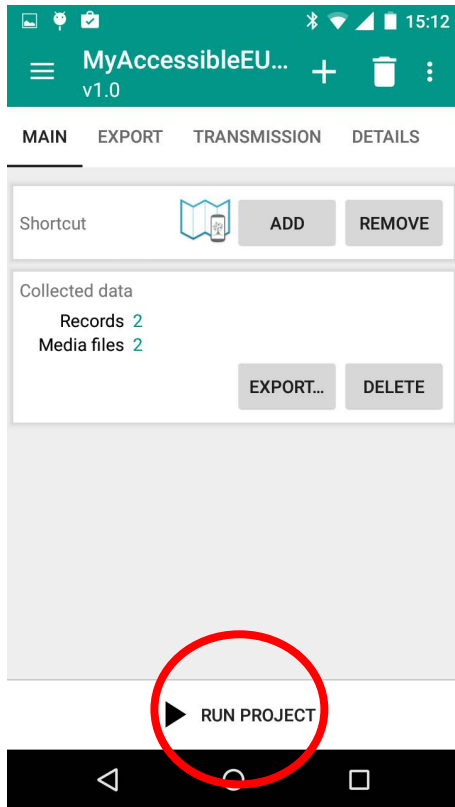 15:12
MyAccessibleEU...
v1.0
MAIN EXPORT TRANSMISSION DETAILS
Shortcut ADD REMOVE
Collected data
Records 2
Media files 2
EXPORT... DELETE
RUN PROJECT